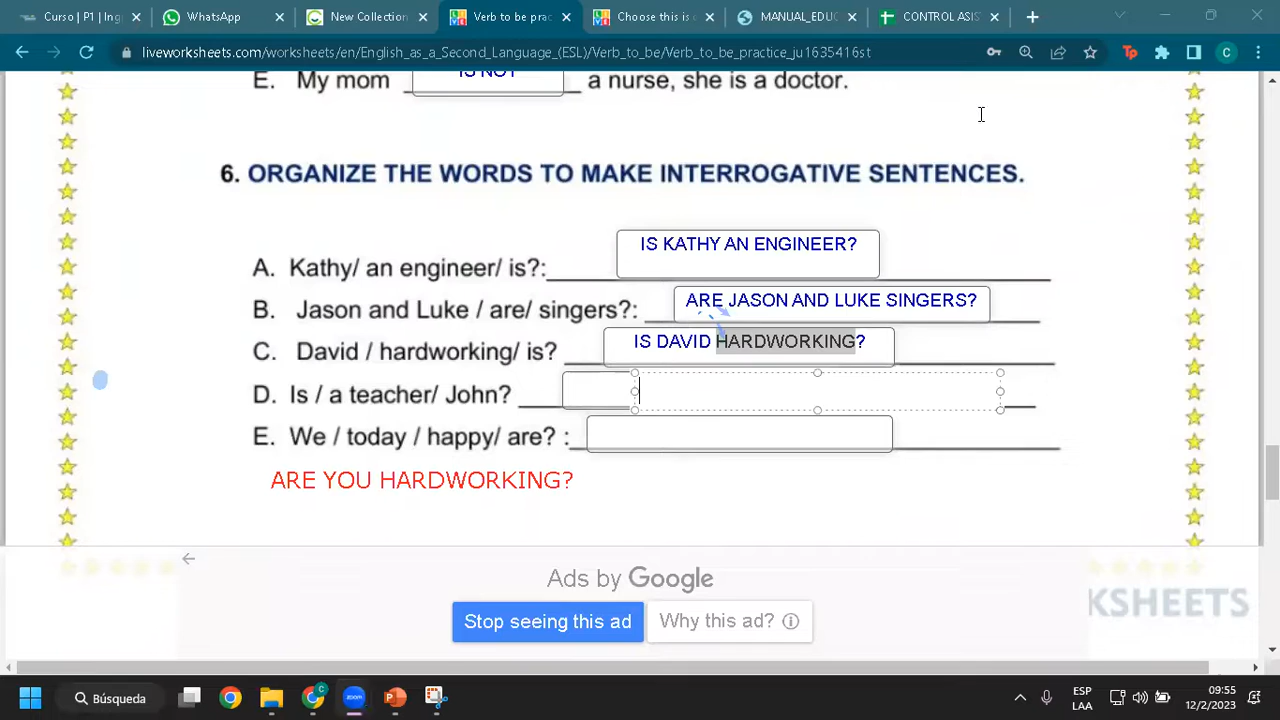 Curso | P1 | Ing
WhatsApp
New Collection
Verb to be prac
Choose this is o
MANUAL_EDUC
CONTROL ASIS
liveworksheets.com/worksheets/en/English_as_a_Second_Language_(ESL)/Verb_to_be/Verb_to_be_practice_ju1635416st
C
IS NOT
E. My mom ___ a nurse, she is a doctor.
6. ORGANIZE THE WORDS TO MAKE INTERROGATIVE SENTENCES.
A. Kathy/ an engineer/ is?: IS KATHY AN ENGINEER?
B. Jason and Luke / are/ singers?: ARE JASON AND LUKE SINGERS?
C. David / hardworking/ is? IS DAVID HARDWORKING?
D. Is / a teacher/ John?
E. We / today / happy/ are? :
ARE YOU HARDWORKING?
Ads by Google
Stop seeing this ad
Why this ad?
KSHEETS
Búsqueda
zoom
ESP
LAA
09:55
12/2/2023